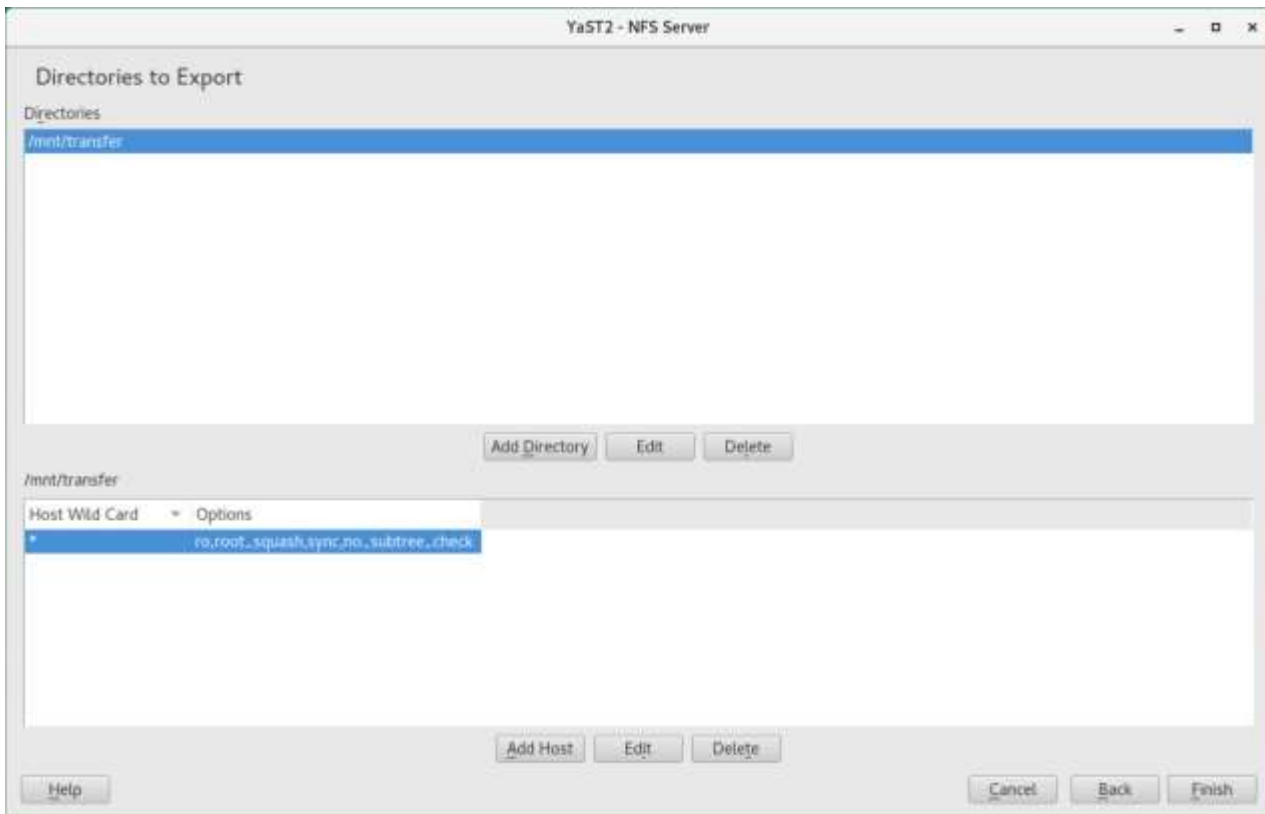 YaST2 - NFS Server
Directories to Export
Directories
/mnt/transfer
Add Directory Edit Delete
/mnt/transfer
Host Wild Card Options
* ro,root_squash,sync,no_subtree_check
Add Host Edit Delete
Help Cancel Back Finish